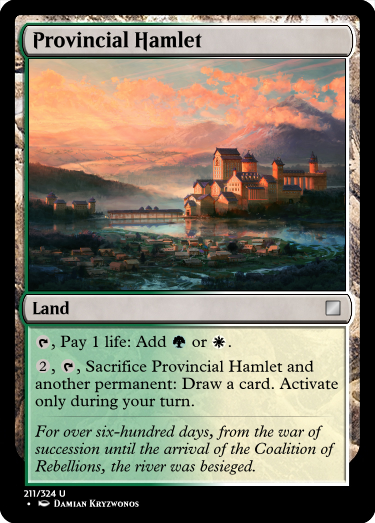 Provincial Hamlet
Land
, Pay 1 life: Add or .
2, , Sacrifice Provincial Hamlet and
another permanent: Draw a card. Activate
only during your turn.
For over six-hundred days, from the war of
succession until the arrival of the Coalition of
Rebellions, the river was besieged.
211/324 U
• DAMIAN KRYZWONOS